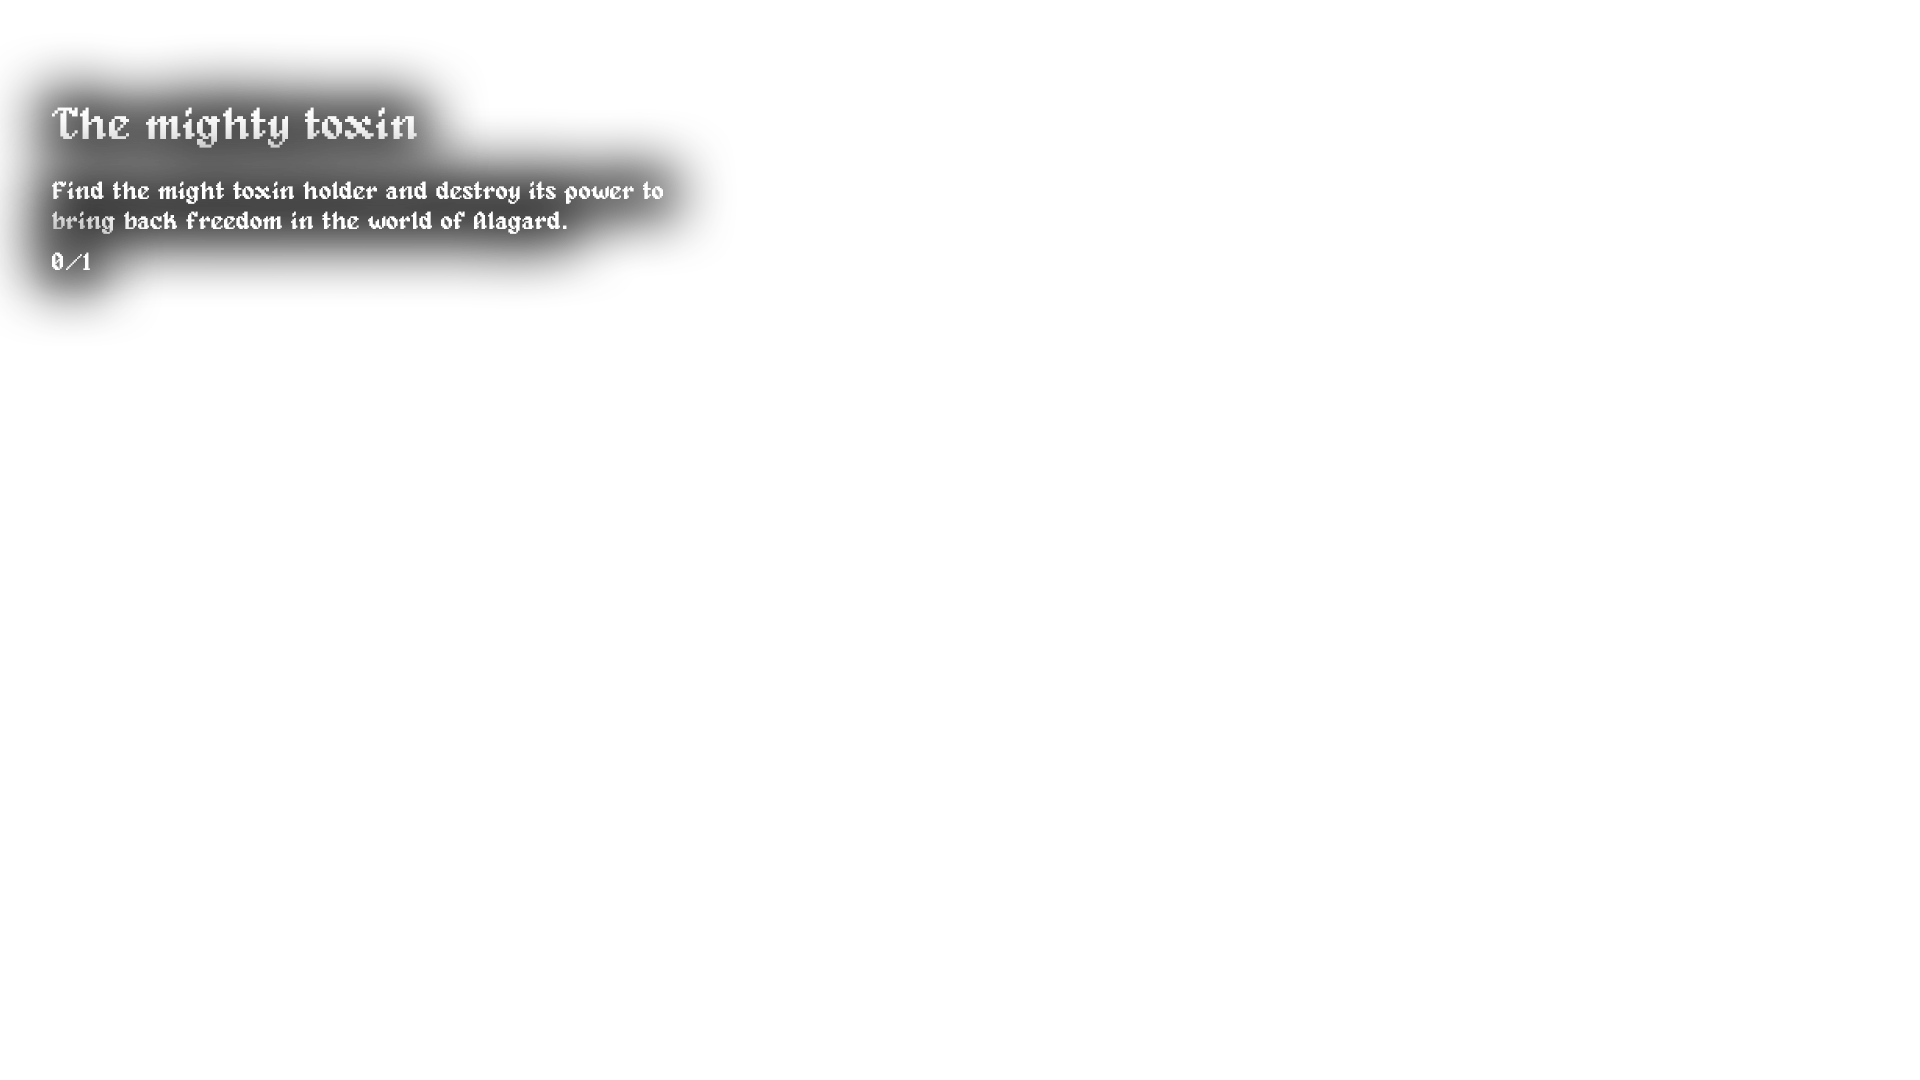 The mighty toxin
Find the might toxin holder and destroy its power to
bring back freedom in the world of Alagard.
0/1